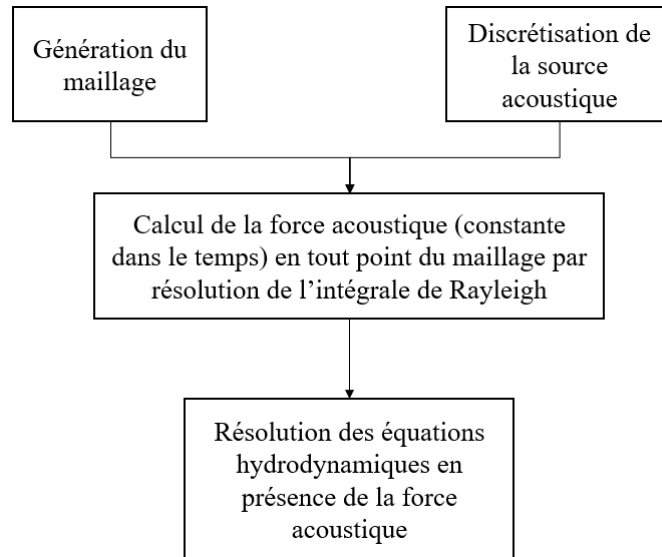 Génération du
maillage
Discrétisation de
la source
acoustique
Calcul de la force acoustique (constante
dans le temps) en tout point du maillage par
résolution de l’intégrale de Rayleigh
Résolution des équations
hydrodynamiques en
présence de la force
acoustique